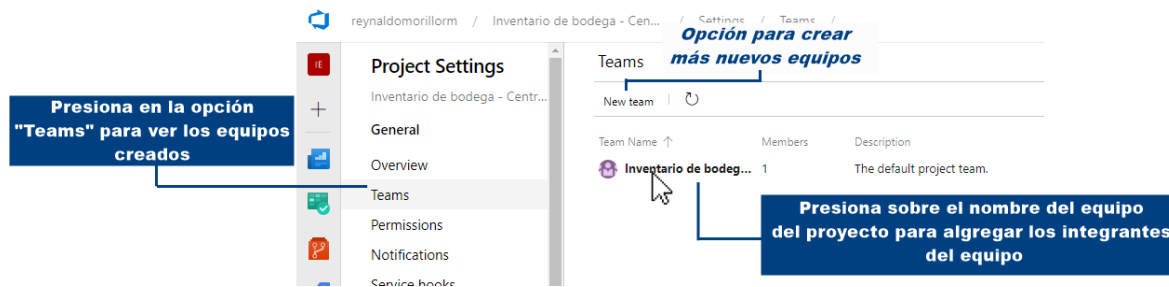 reynaldomorillorm / Inventario de bodega - Cen... / Settings / Teams /
Opción para crear
más nuevos equipos
IE
Project Settings
Inventario de bodega - Centr...
General
Overview
Teams
Permissions
Notifications
Service hooks
Presiona en la opción
"Teams" para ver los equipos
creados
Teams
New team
Team Name ↑ Members Description
Inventario de bodeg... 1 The default project team.
Presiona sobre el nombre del equipo
del proyecto para algregar los integrantes
del equipo